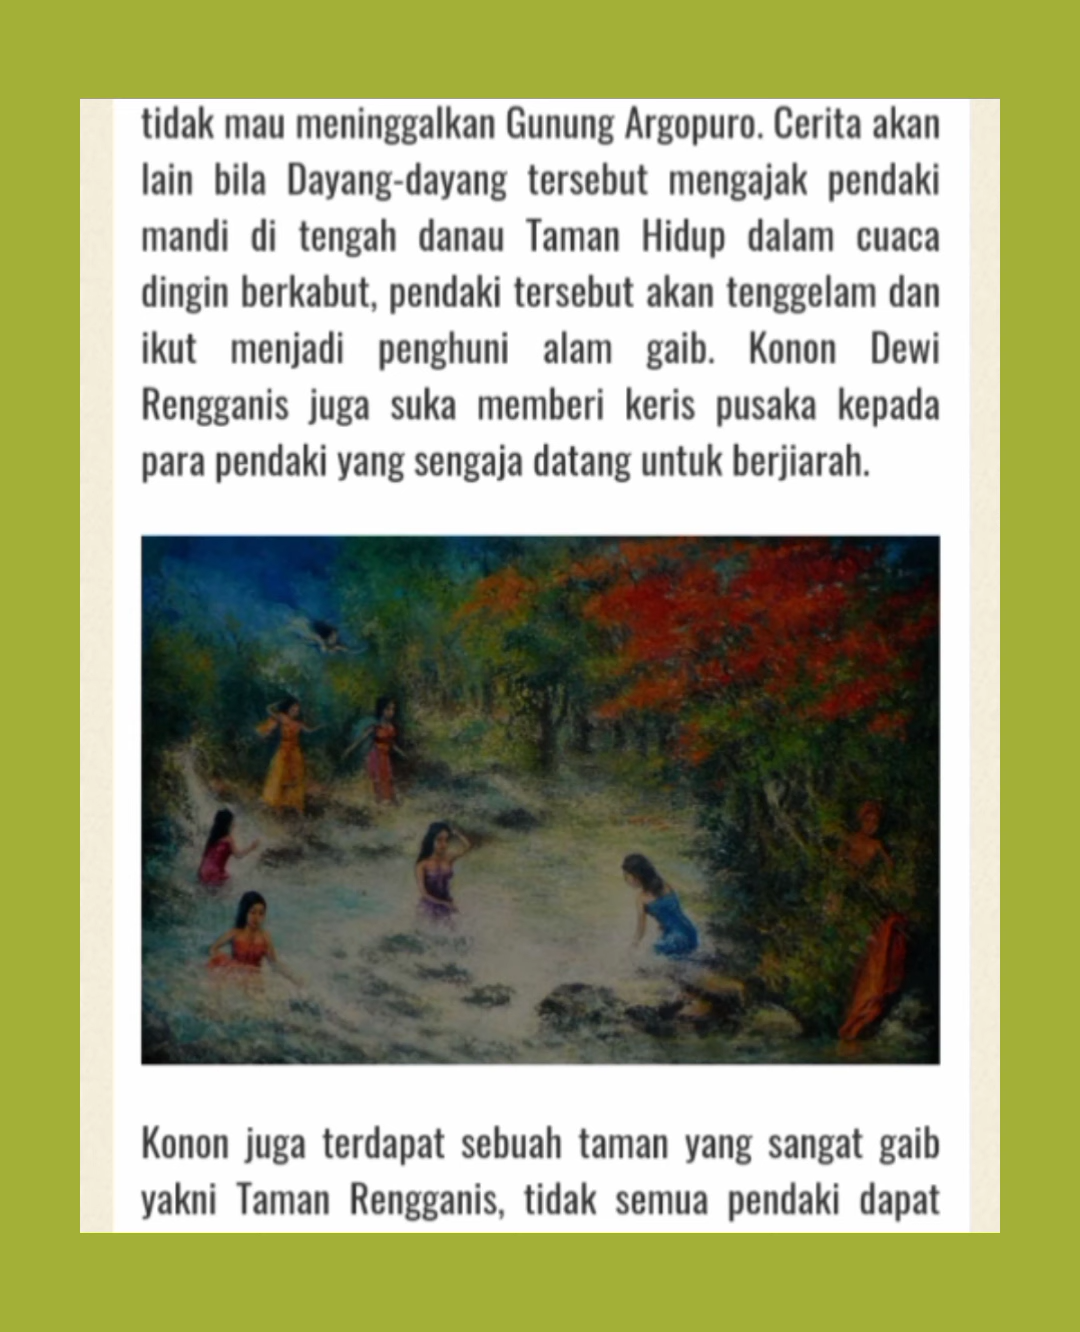 tidak mau meninggalkan Gunung Argopuro. Cerita akan
lain bila Dayang-dayang tersebut mengajak pendaki
mandi di tengah danau Taman Hidup dalam cuaca
dingin berkabut, pendaki tersebut akan tenggelam dan
ikut menjadi penghuni alam gaib. Konon Dewi
Rengganis juga suka memberi keris pusaka kepada
para pendaki yang sengaja datang untuk berjiarah.
Konon juga terdapat sebuah taman yang sangat gaib
yakni Taman Rengganis, tidak semua pendaki dapat